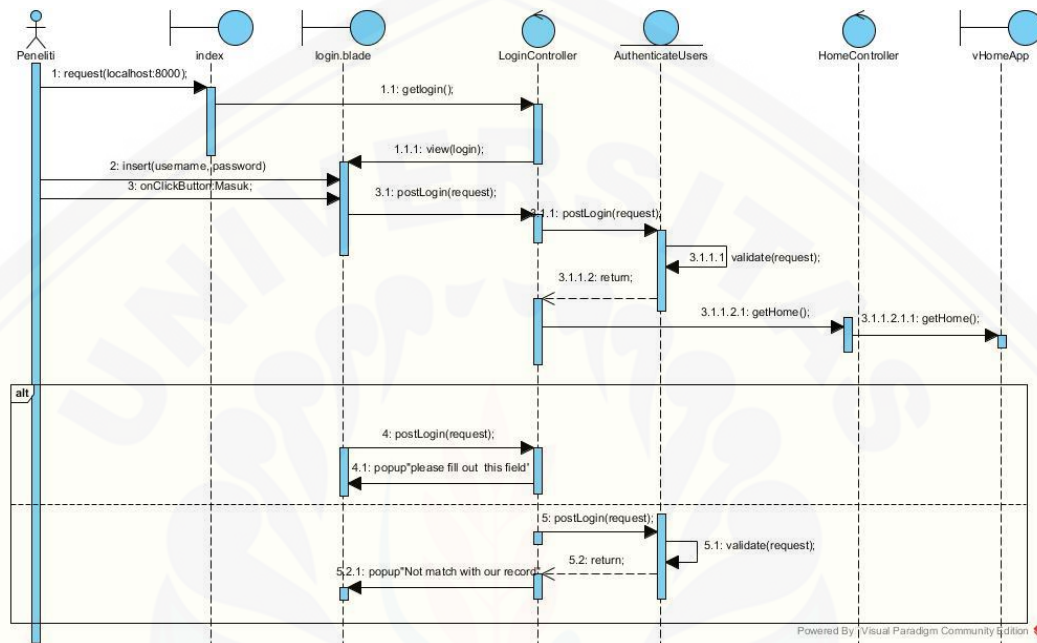 Peneliti
index
login.blade
LoginController
AuthenticateUsers
HomeController
vHomeApp
1: request(localhost:8000);
1.1: getlogin();
1.1.1: view(login);
2: insert(username, password)
3: onClickButton:Masuk;
3.1: postLogin(request);
3.1.1: postLogin(request)
3.1.1.1 validate(request);
3.1.1.2: return;
3.1.1.2.1: getHome();
3.1.1.2.1.1: getHome();
alt
4: postLogin(request);
4.1: popup"please fill out this field"
5: postLogin(request);
5.1: validate(request);
5.2: return;
5.2.1: popup"Not match with our record"
UNIVERSITAS
Powered By Visual Paradigm Community Edition